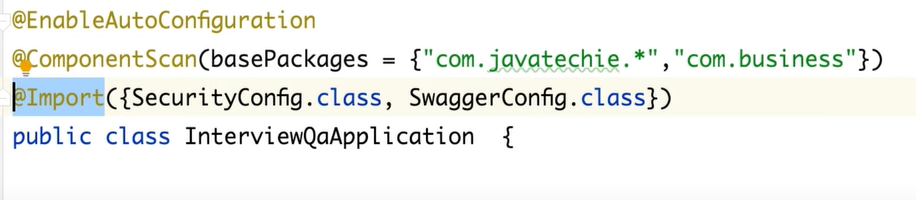 @EnableAutoConfiguration
@ComponentScan(basePackages = {"com.javatechie.*","com.business"})
@Import({SecurityConfig.class, SwaggerConfig.class})
public class InterviewQaApplication  {